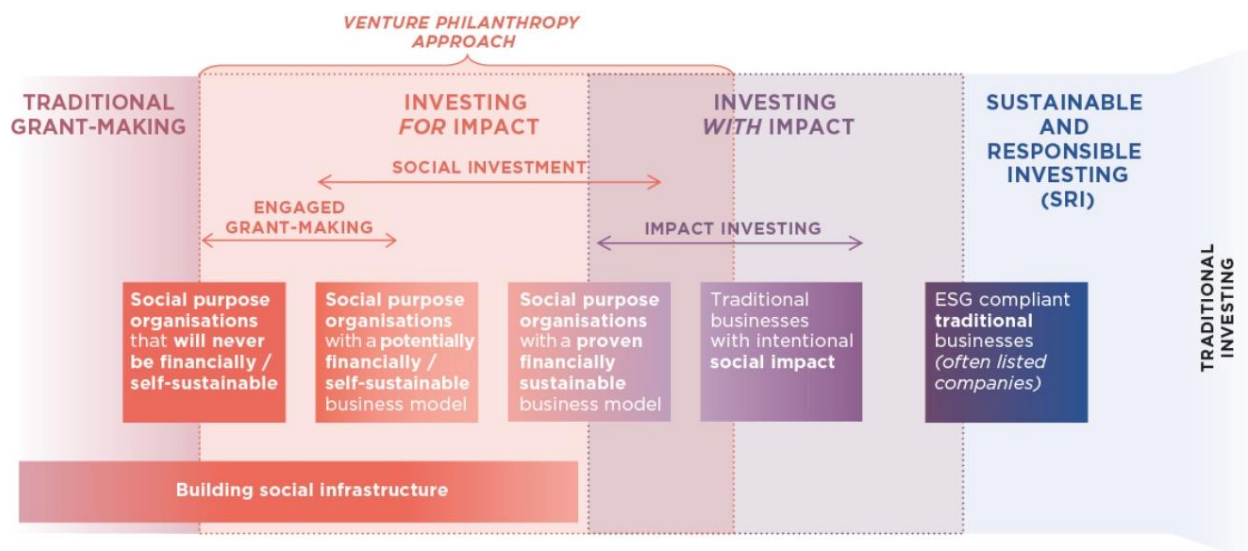 VENTURE PHILANTHROPY
APPROACH
TRADITIONAL
GRANT-MAKING
INVESTING
FOR IMPACT
INVESTING
WITH IMPACT
SUSTAINABLE
AND
RESPONSIBLE
INVESTING
(SRI)
SOCIAL INVESTMENT
ENGAGED
GRANT-MAKING
IMPACT INVESTING
Social purpose
organisations
that will never
be financially /
self-sustainable
Social purpose
organisations
with a potentially
financially /
self-sustainable
business model
Social purpose
organisations
with a proven
financially
sustainable
business model
Traditional
businesses
with intentional
social impact
ESG compliant
traditional
businesses
(often listed
companies)
TRADITIONAL
INVESTING
Building social infrastructure